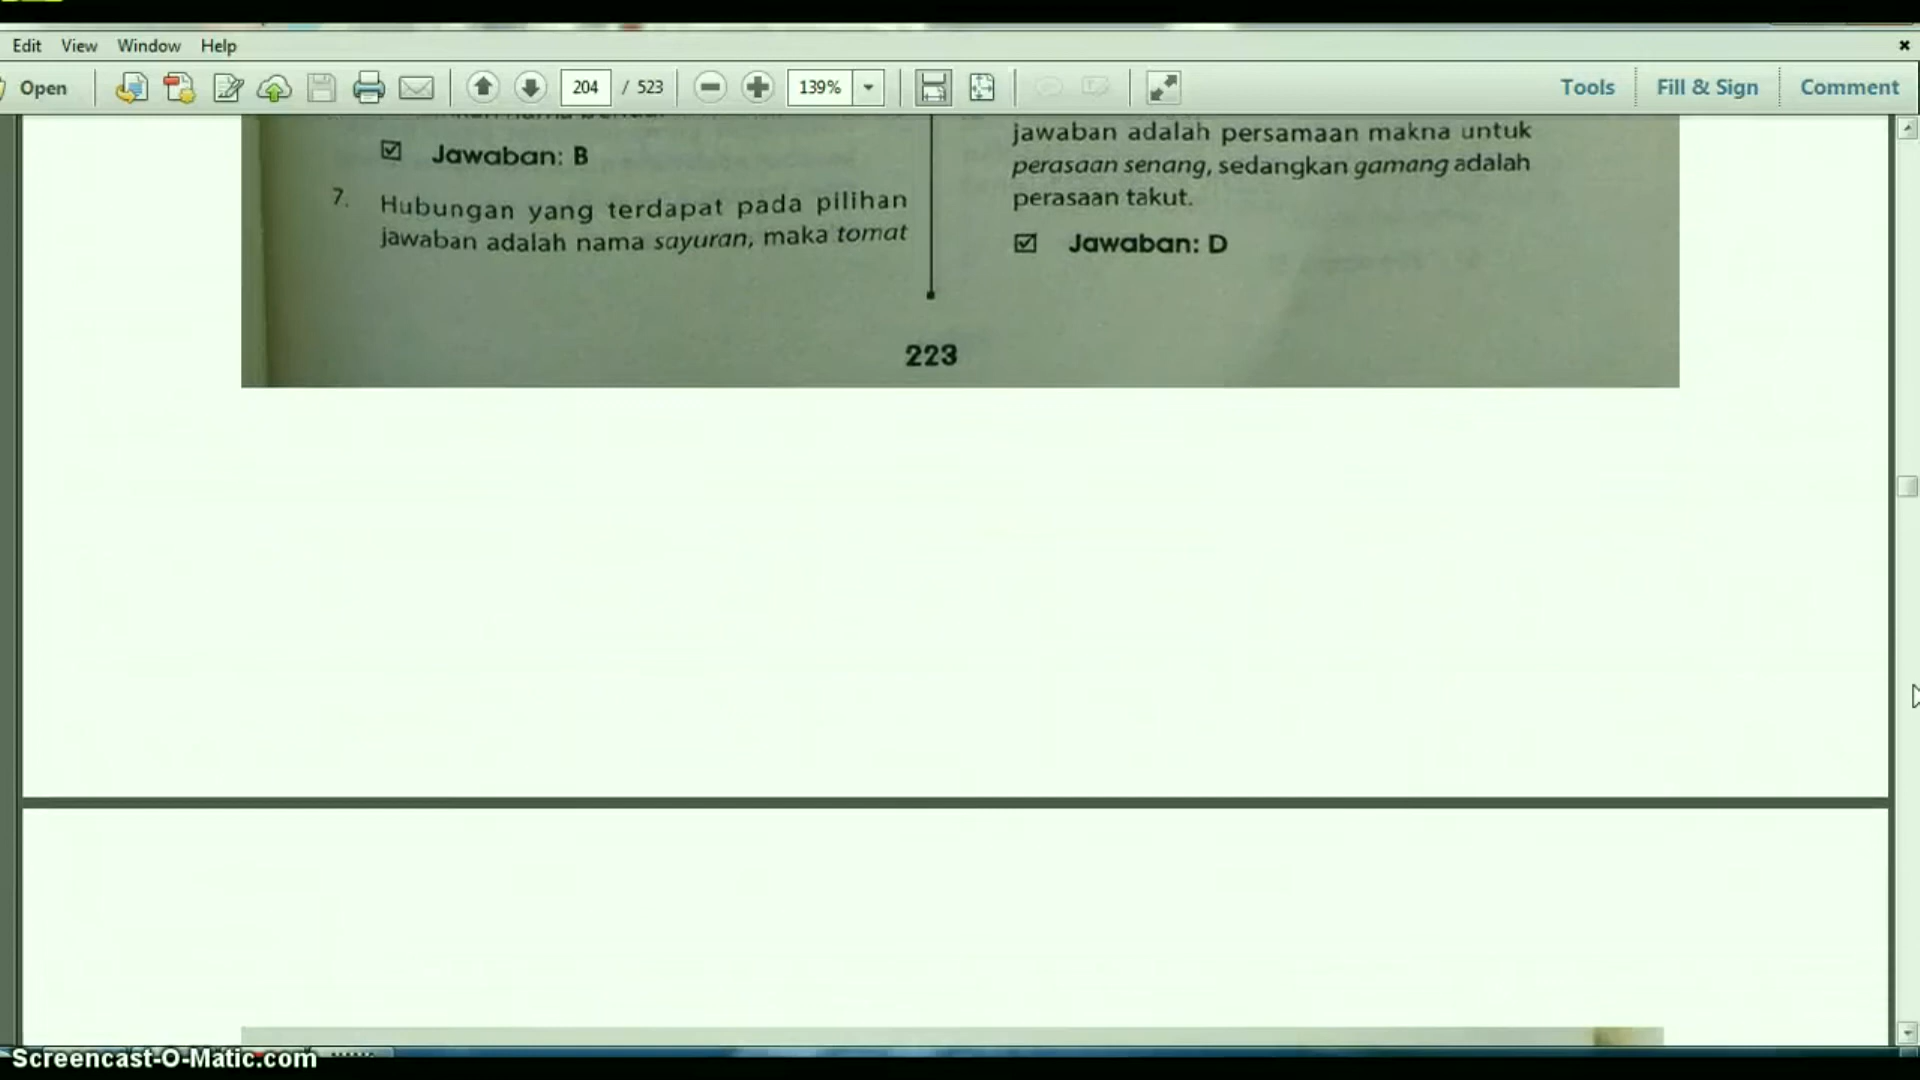 Edit View Window Help
Open 204 / 523 139% Tools Fill & Sign Comment
Jawaban: B
7. Hubungan yang terdapat pada pilihan
jawaban adalah nama sayuran, maka tomat
jawaban adalah persamaan makna untuk
perasaan senang, sedangkan gamang adalah
perasaan takut.
Jawaban: D
223
Screencast-O-Matic.com